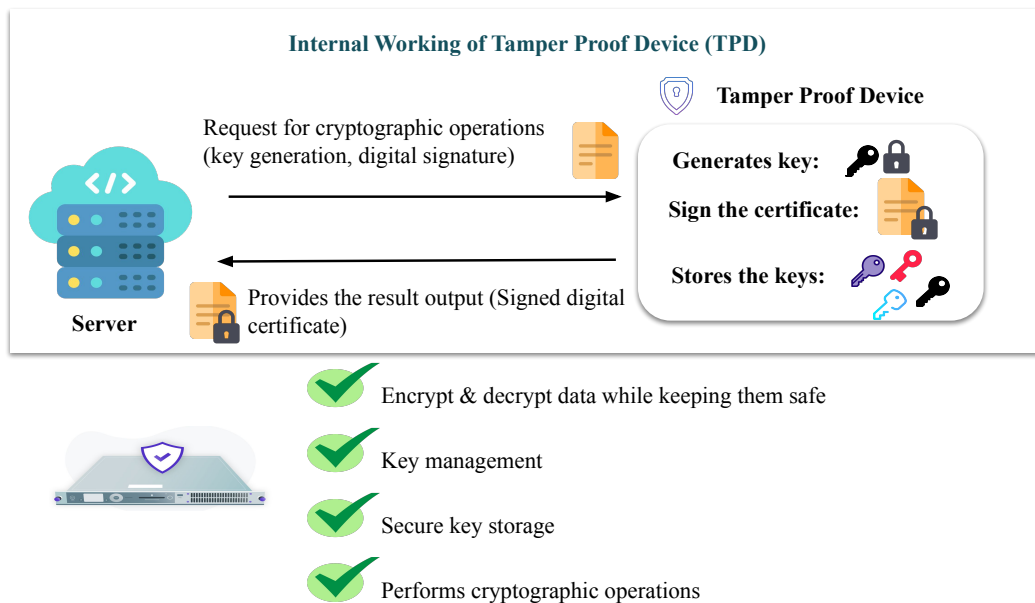 Internal Working of Tamper Proof Device (TPD)
Tamper Proof Device
Request for cryptographic operations
(key generation, digital signature)
</>
Generates key:
Sign the certificate:
Stores the keys:
Provides the result output (Signed digital
certificate)
Server
Encrypt & decrypt data while keeping them safe
Key management
Secure key storage
Performs cryptographic operations